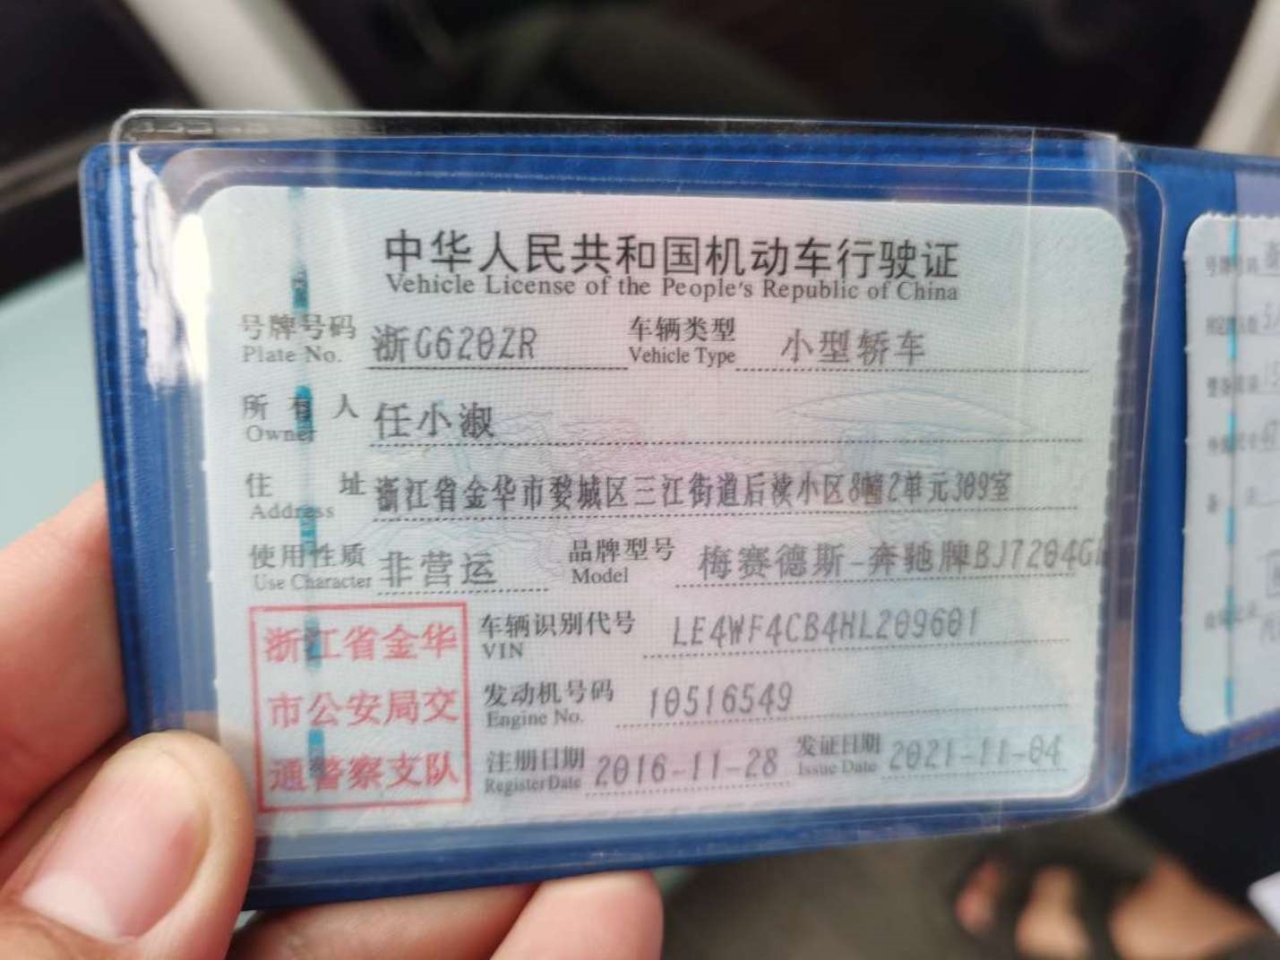 中华人民共和国机动车行驶证
Vehicle License of the People's Republic of China
号牌号码 浙G620ZR 车辆类型 小型轿车
Plate No. Vehicle Type
所有人 任小淑
Owner
住址 浙江省金华市婺城区三江街道后渎小区8幢2单元309室
Address
使用性质 非营运 品牌型号 梅赛德斯-奔驰牌BJ7204G
Use Character Model
浙江省金华
市公安局交
通警察支队
车辆识别代号 LE4WF4CB4HL209601
VIN
发动机号码 10516549
Engine No.
注册日期 2016-11-28 发证日期 2021-11-04
Register Date Issue Date